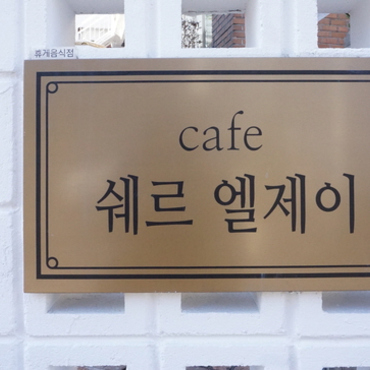 휴게음식점
cafe
쉐르 엘제이